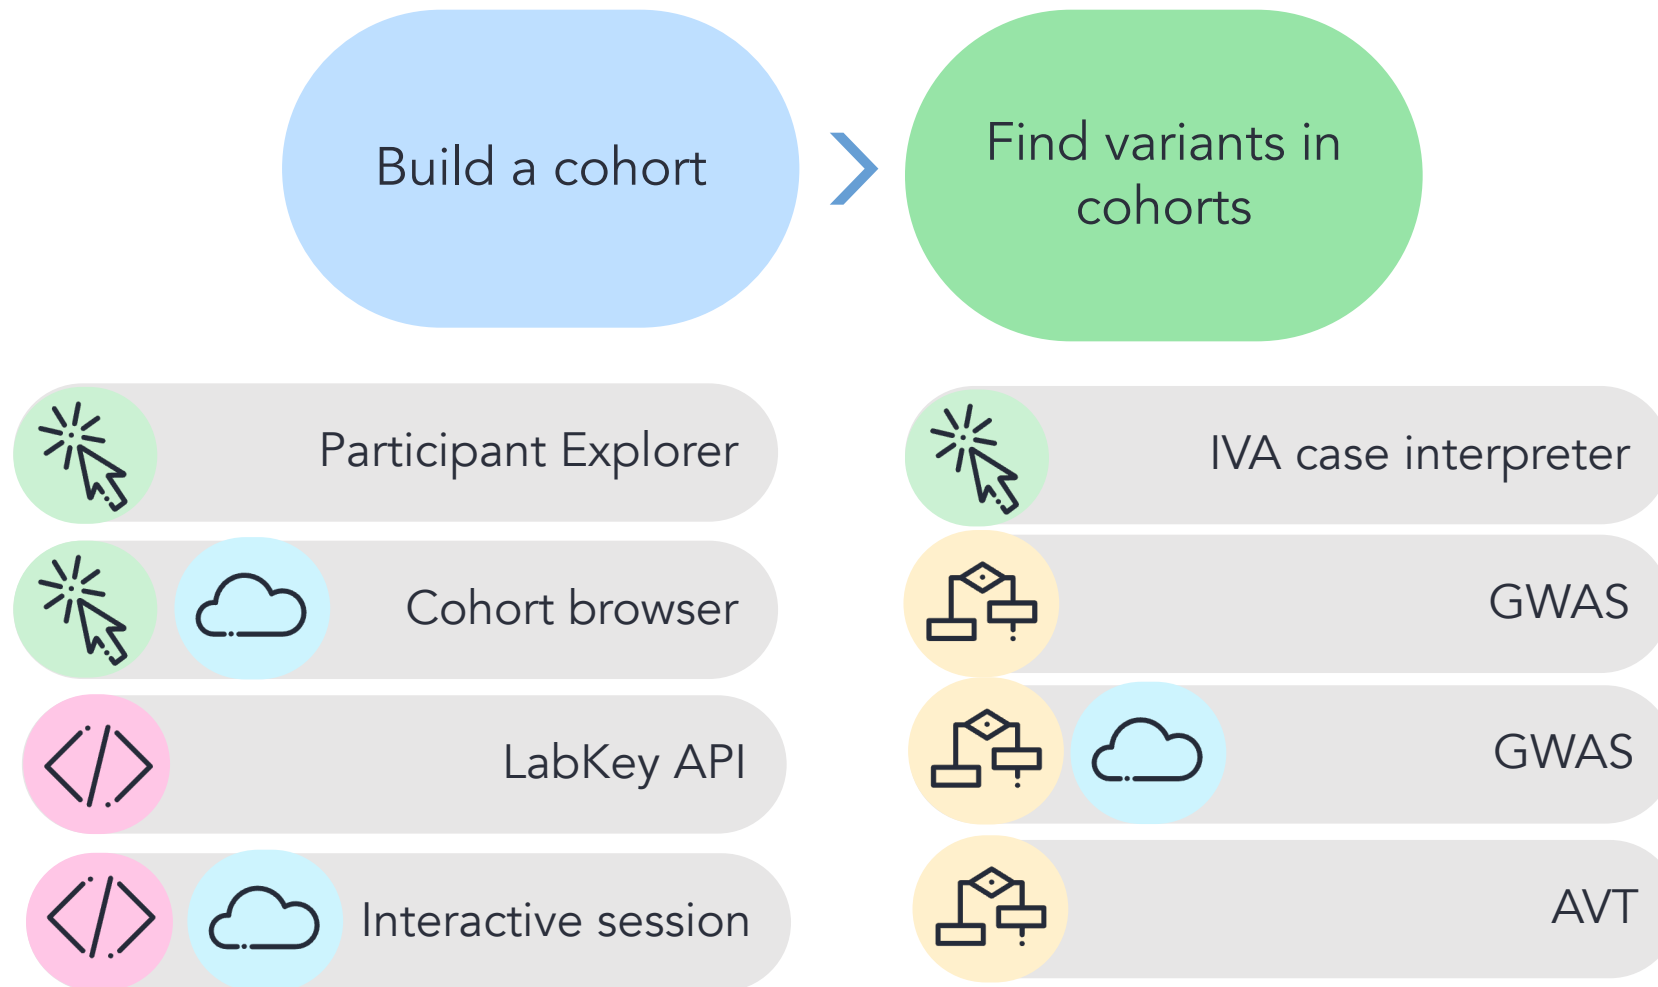 Build a cohort
Find variants in
cohorts
Participant Explorer
Cohort browser
LabKey API
Interactive session
IVA case interpreter
GWAS
GWAS
AVT